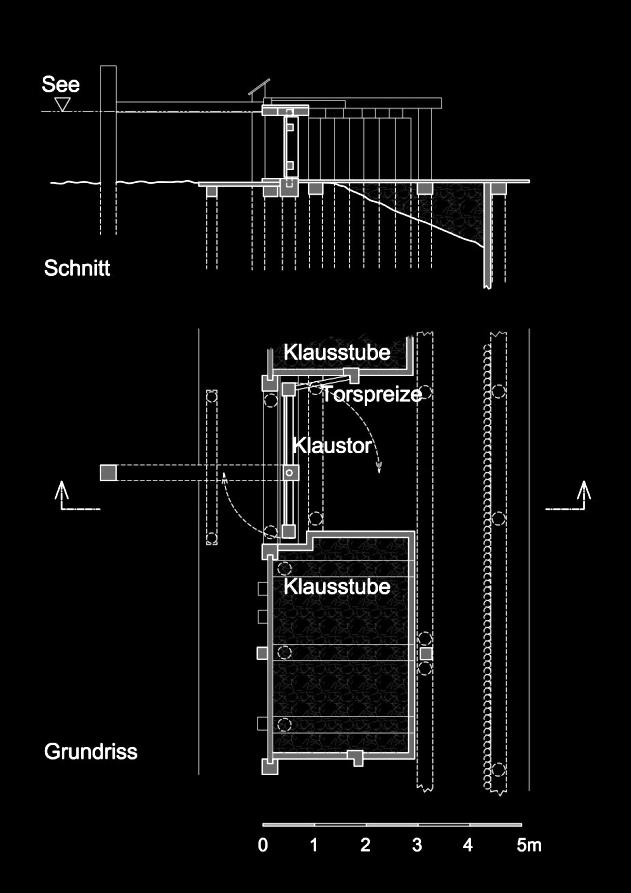 See
Schnitt
Klausstube
Torspreize
Klaustor
Klausstube
Grundriss
0 1 2 3 4 5m